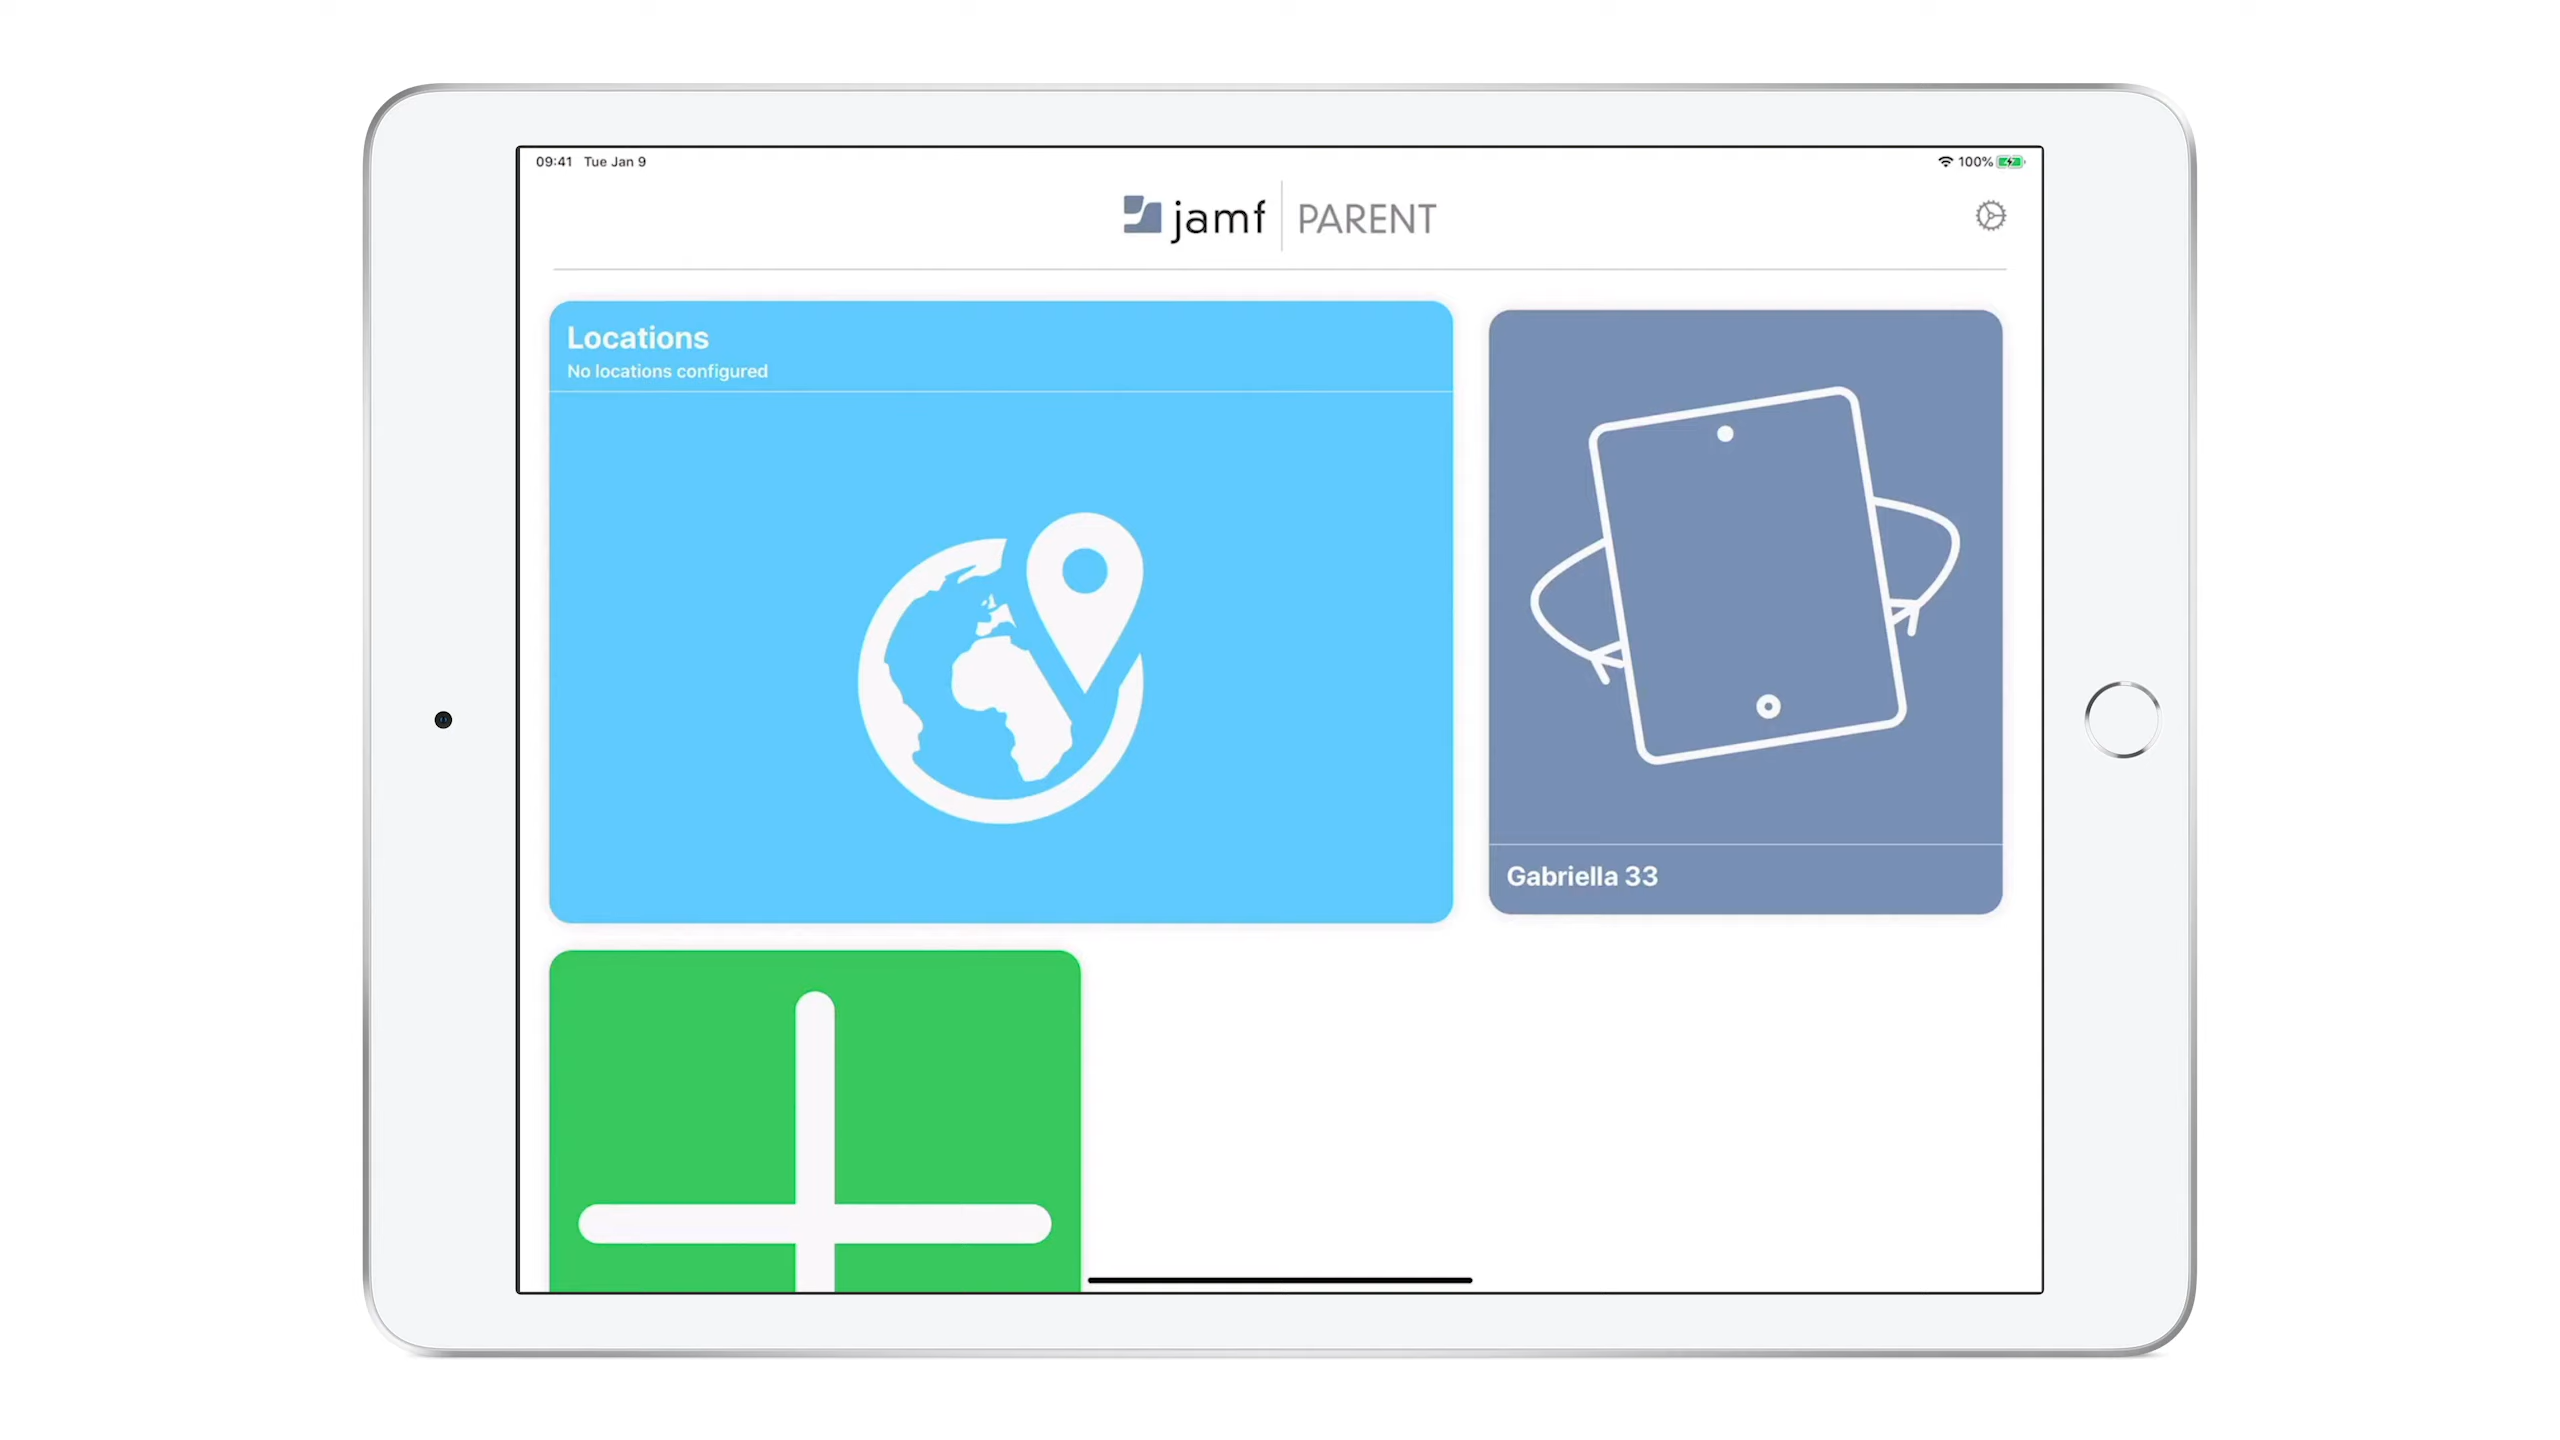 09:41 Tue Jan 9
100%
jamf PARENT
Locations
No locations configured
Gabriella 33